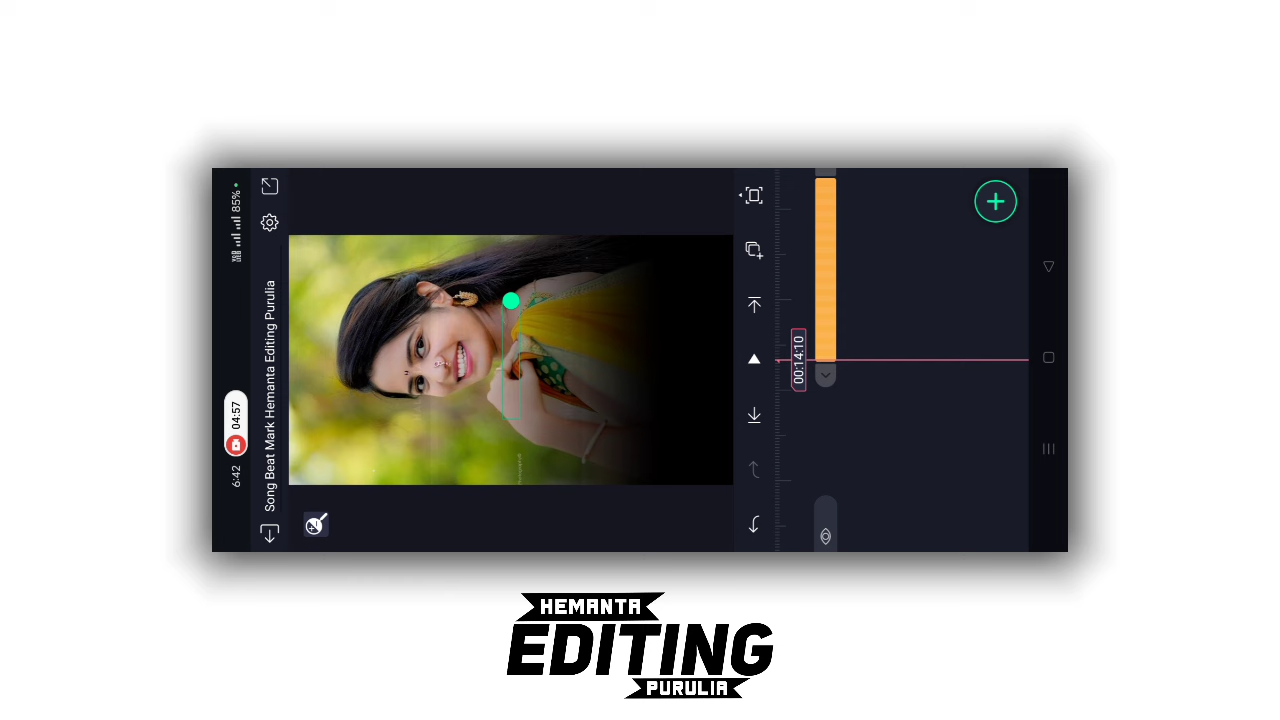 6:42
04:57
85%
Song Beat Mark Hemanta Editing Purulia
00:14:10
HEMANTA
EDITING
PURULIA